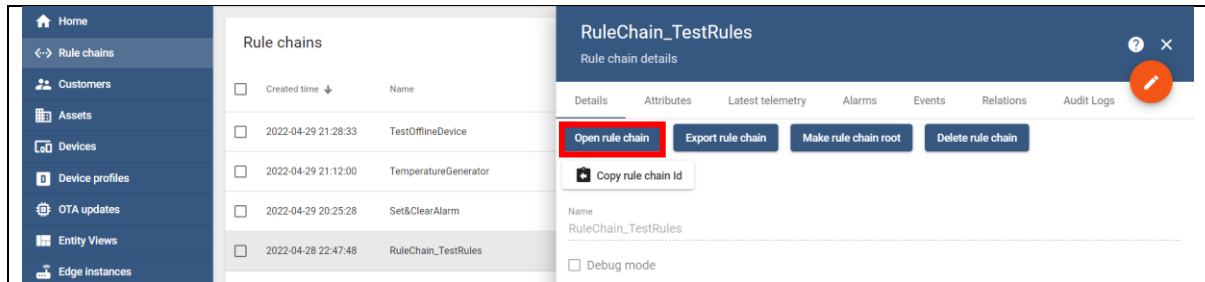 Home
Rule chains
Customers
Assets
Devices
Device profiles
OTA updates
Entity Views
Edge instances
Rule chains
Created time Name
2022-04-29 21:28:33 TestOfflineDevice
2022-04-29 21:12:00 TemperatureGenerator
2022-04-29 20:25:28 Set&ClearAlarm
2022-04-28 22:47:48 RuleChain_TestRules
RuleChain_TestRules
Rule chain details
Details Attributes Latest telemetry Alarms Events Relations Audit Logs
Open rule chain Export rule chain Make rule chain root Delete rule chain
Copy rule chain Id
Name
RuleChain_TestRules
Debug mode